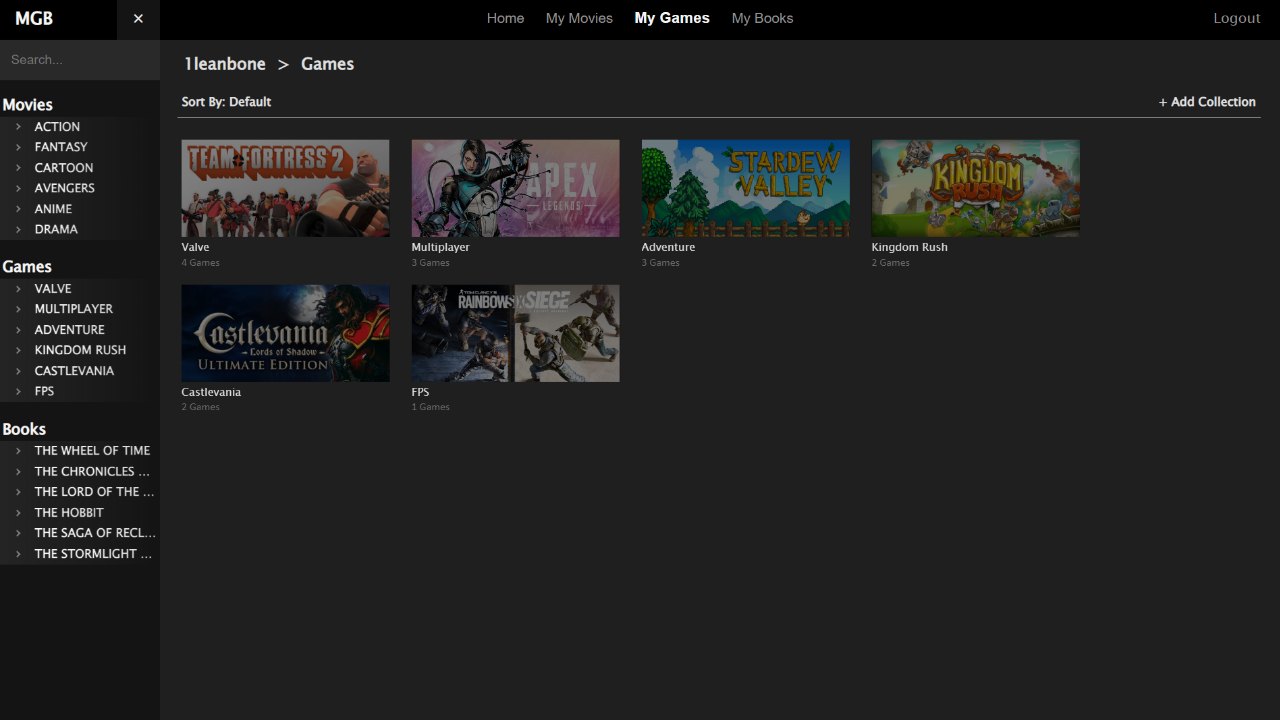 MGB ✕ Home My Movies My Games My Books Logout
Search...
1leanbone > Games
Sort By: Default + Add Collection
Movies
› ACTION
› FANTASY
› CARTOON
› AVENGERS
› ANIME
› DRAMA
Games
› VALVE
› MULTIPLAYER
› ADVENTURE
› KINGDOM RUSH
› CASTLEVANIA
› FPS
Books
› THE WHEEL OF TIME
› THE CHRONICLES ...
› THE LORD OF THE ...
› THE HOBBIT
› THE SAGA OF RECL...
› THE STORMLIGHT ...
TEAM FORTRESS 2
Valve
4 Games
APEX
LEGENDS
Multiplayer
3 Games
STARDEW
VALLEY
Adventure
3 Games
KINGDOM
RUSH
Kingdom Rush
2 Games
Castlevania
Lords of Shadow
ULTIMATE EDITION
Castlevania
2 Games
TOM CLANCY'S
RAINBOW SIX SIEGE
FPS
1 Games